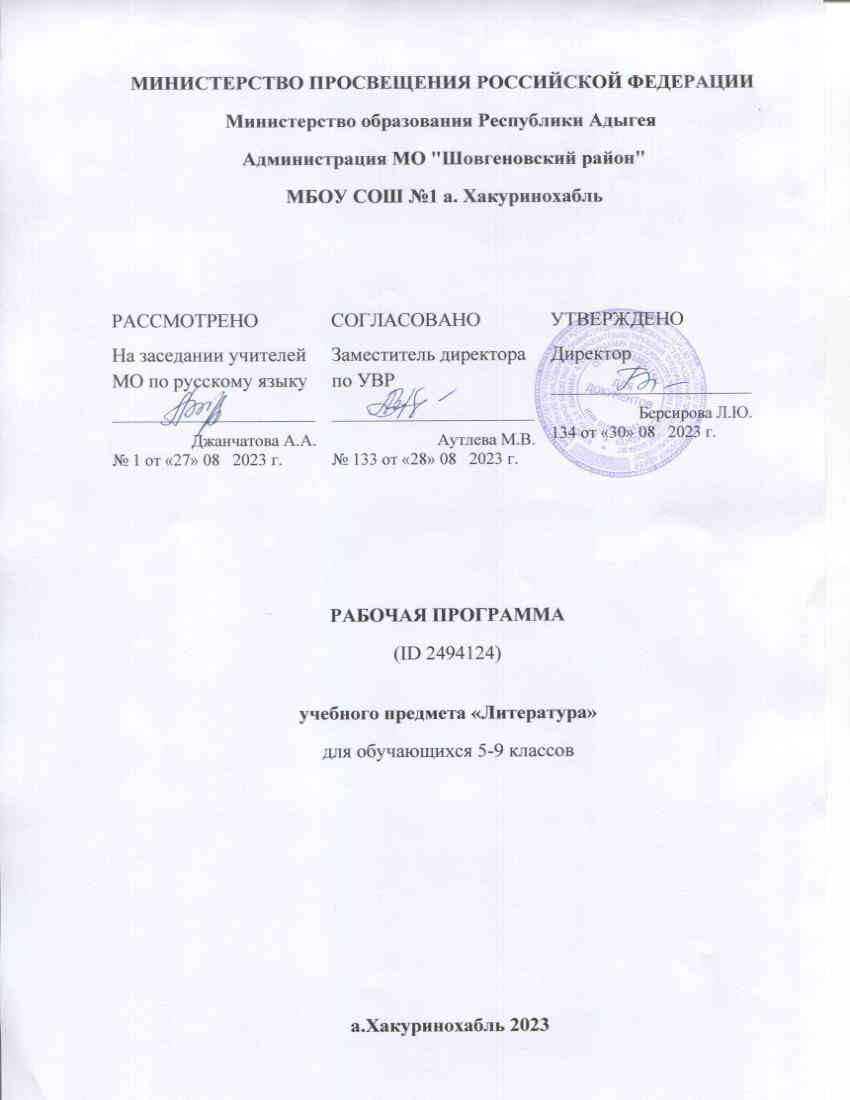 МИНИСТЕРСТВО ПРОСВЕЩЕНИЯ РОССИЙСКОЙ ФЕДЕРАЦИИ
Министерство образования Республики Адыгея
Администрация МО "Шовгеновский район"
МБОУ СОШ №1 а. Хакуринохабль
РАССМОТРЕНО
На заседании учителей
МО по русскому языку
Джанчатова А.А.
№ 1 от «27» 08 2023 г.
СОГЛАСОВАНО
Заместитель директора
по УВР
Аутлева М.В.
№ 133 от «28» 08 2023 г.
УТВЕРЖДЕНО
Директор
ДЛЯ
ДОКУМЕНТОВ
Берсирова Л.Ю.
134 от «30» 08 2023 г.
РАБОЧАЯ ПРОГРАММА
(ID 2494124)
учебного предмета «Литература»
для обучающихся 5-9 классов
а.Хакуринохабль 2023